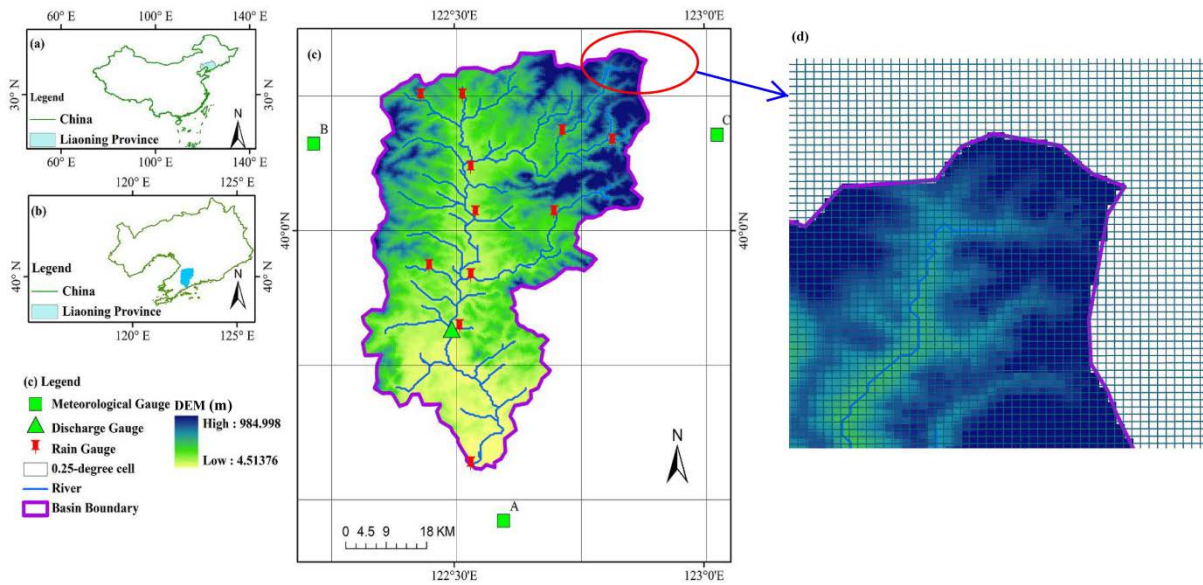 60° E 100° E 140° E
(a)
30° N
30° N
Legend
China
Liaoning Province
N
60° E 100° E 140° E
120° E 125° E
(b)
40° N
40° N
Legend
China
Liaoning Province
N
120° E 125° E
(c) Legend
Meteorological Gauge
Discharge Gauge
Rain Gauge
0.25-degree cell
River
Basin Boundary
DEM (m)
High : 984.998
Low : 4.51376
122°30'E 123°0'E
(c)
B
C
40°0'N
40°0'N
N
A
0 4.5 9 18 KM
122°30'E 123°0'E
(d)